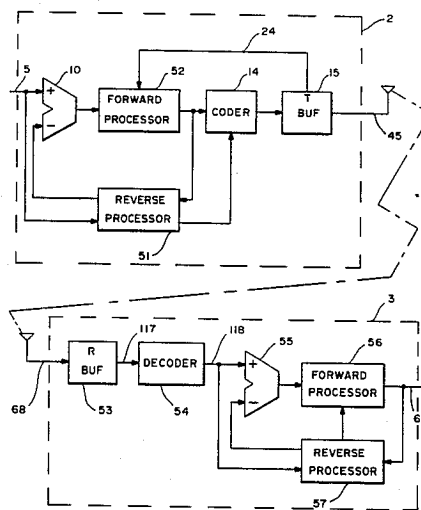 24
2
5
10
52
14
15
+
−
FORWARD
PROCESSOR
CODER
T
BUF
45
REVERSE
PROCESSOR
51
3
117
118
55
56
R
BUF
DECODER
+
−
FORWARD
PROCESSOR
68
6
53
54
REVERSE
PROCESSOR
57